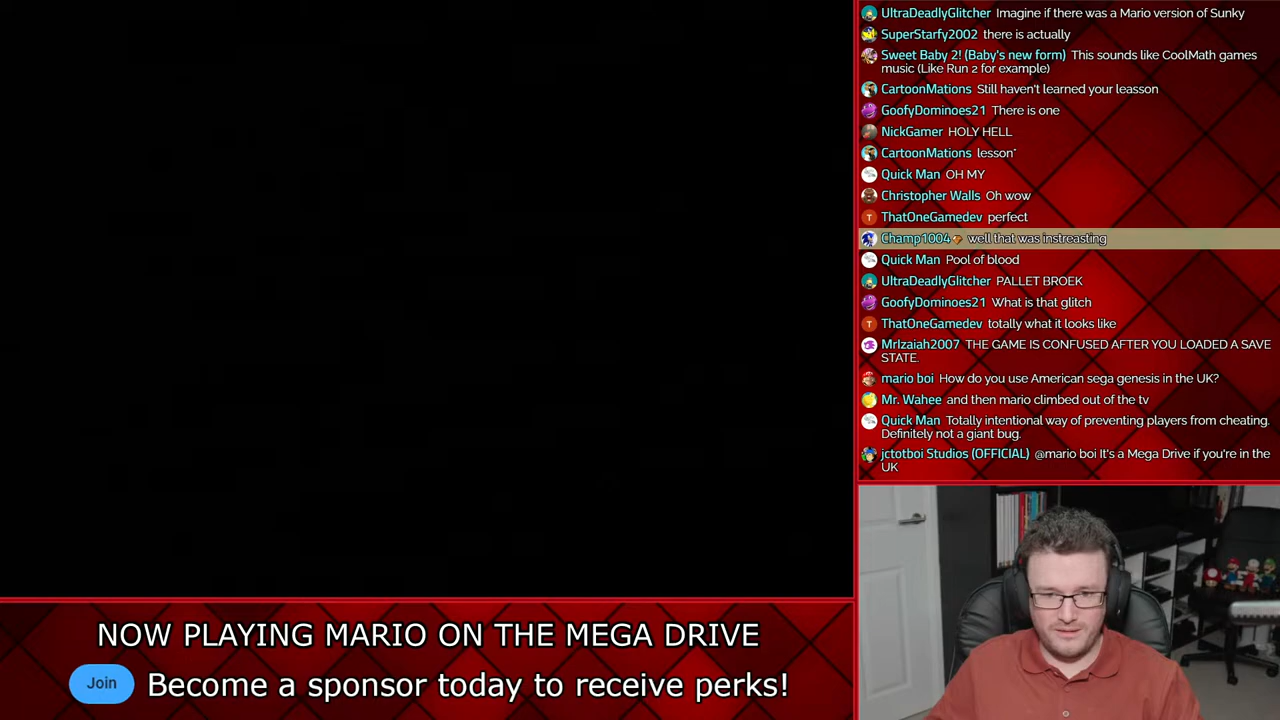 UltraDeadlyGlitcher Imagine if there was a Mario version of Sunky
SuperStarfy2002 there is actually
Sweet Baby 2! (Baby's new form) This sounds like CoolMath games
music (Like Run 2 for example)
CartoonMations Still haven't learned your leasson
GoofyDominoes21 There is one
NickGamer HOLY HELL
CartoonMations lesson*
Quick Man OH MY
Christopher Walls Oh wow
T ThatOneGamedev perfect
Champ1004 well that was instreasting
Quick Man Pool of blood
UltraDeadlyGlitcher PALLET BROEK
GoofyDominoes21 What is that glitch
T ThatOneGamedev totally what it looks like
MrIzaiah2007 THE GAME IS CONFUSED AFTER YOU LOADED A SAVE
STATE.
mario boi How do you use American sega genesis in the UK?
Mr. Wahee and then mario climbed out of the tv
Quick Man Totally intentional way of preventing players from cheating.
Definitely not a giant bug.
jctotboi Studios (OFFICIAL) @mario boi It's a Mega Drive if you're in the
UK
NOW PLAYING MARIO ON THE MEGA DRIVE
Join Become a sponsor today to receive perks!